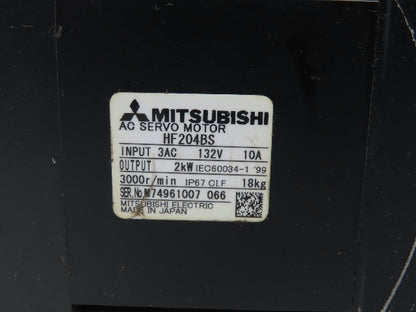 MITSUBISHI
AC SERVO MOTOR
HF204BS
INPUT 3AC 132V 10A
OUTPUT 2kW IEC60034-1 '99
3000r/min IP67 Cl.F 18kg
SER.No.M74961007 066
MITSUBISHI ELECTRIC
MADE IN JAPAN